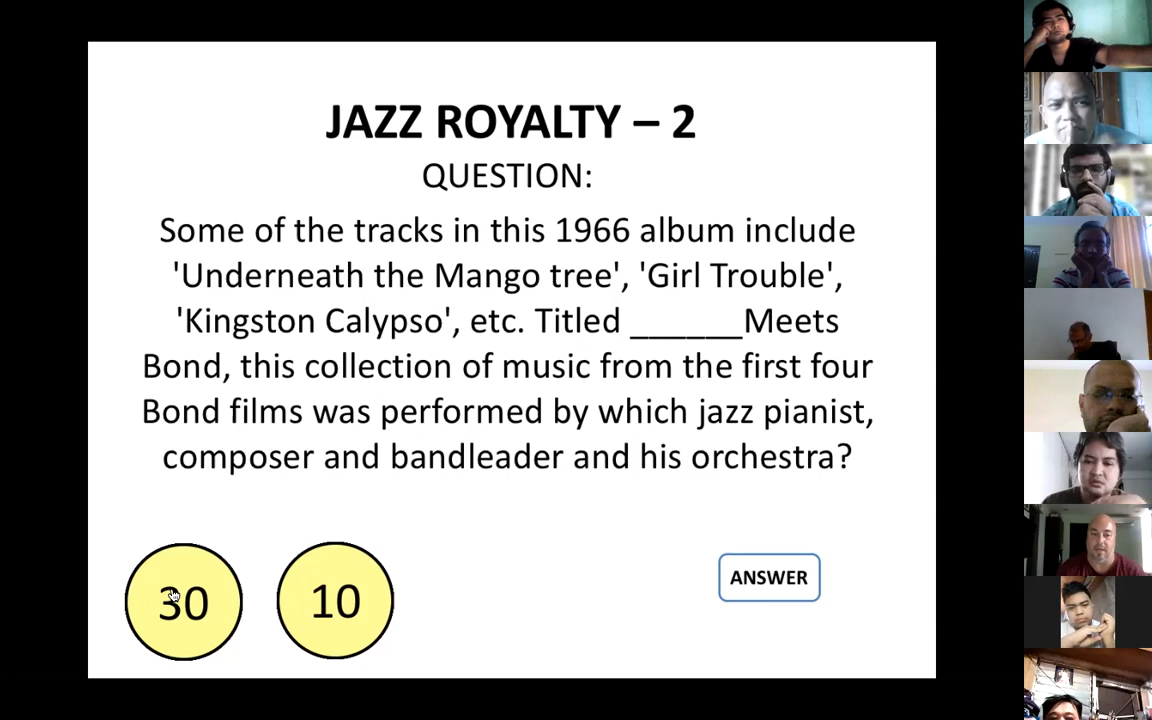 JAZZ ROYALTY – 2
QUESTION:
Some of the tracks in this 1966 album include
'Underneath the Mango tree', 'Girl Trouble',
'Kingston Calypso', etc. Titled ______Meets
Bond, this collection of music from the first four
Bond films was performed by which jazz pianist,
composer and bandleader and his orchestra?
30
10
ANSWER